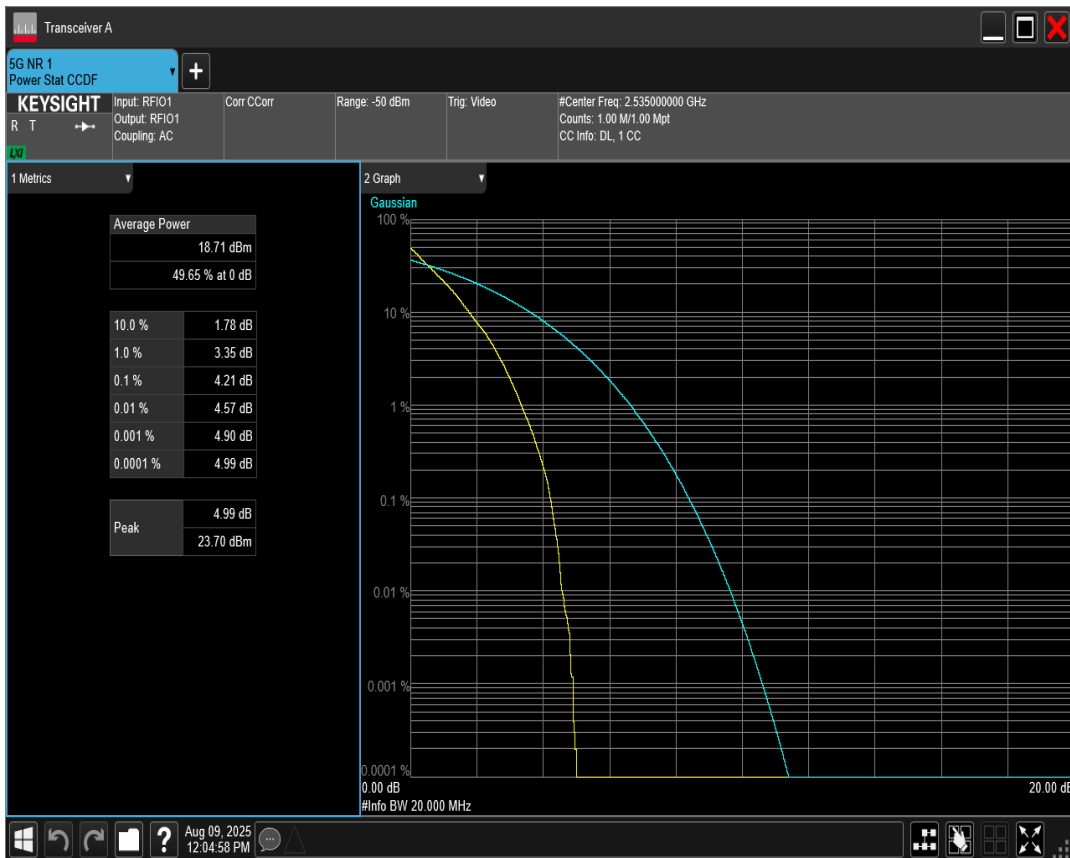 Transceiver A
5G NR 1
Power Stat CCDF
KEYSIGHT
R T
LXI
Input: RFIO1
Output: RFIO1
Coupling: AC
Corr CCorr
Range: -50 dBm
Trig: Video
#Center Freq: 2.535000000 GHz
Counts: 1.00 M/1.00 Mpt
CC Info: DL, 1 CC
1 Metrics
Average Power
18.71 dBm
49.65 % at 0 dB
10.0 % 1.78 dB
1.0 % 3.35 dB
0.1 % 4.21 dB
0.01 % 4.57 dB
0.001 % 4.90 dB
0.0001 % 4.99 dB
Peak
4.99 dB
23.70 dBm
2 Graph
Gaussian
100 %
10 %
1 %
0.1 %
0.01 %
0.001 %
0.0001 %
0.00 dB 20.00 dB
#Info BW 20.000 MHz
?
Aug 09, 2025
12:04:58 PM